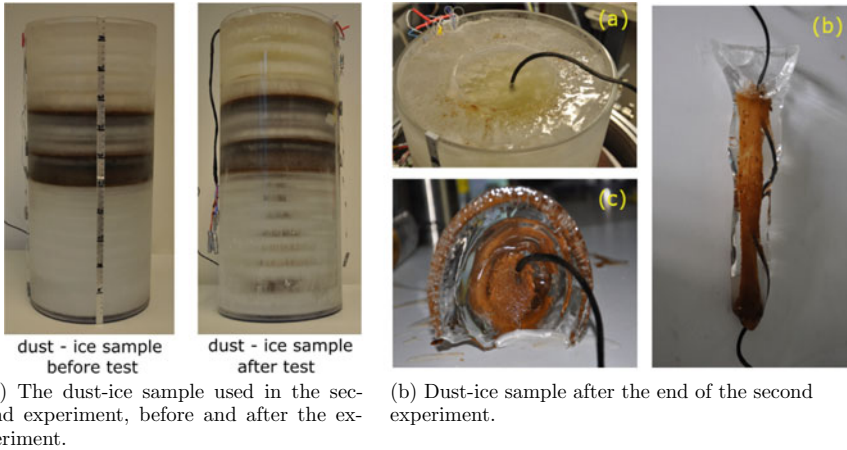 (a)
(b)
(c)
dust - ice sample
before test
dust - ice sample
after test
) The dust-ice sample used in the sec-
nd experiment, before and after the ex-
eriment.
(b) Dust-ice sample after the end of the second
experiment.